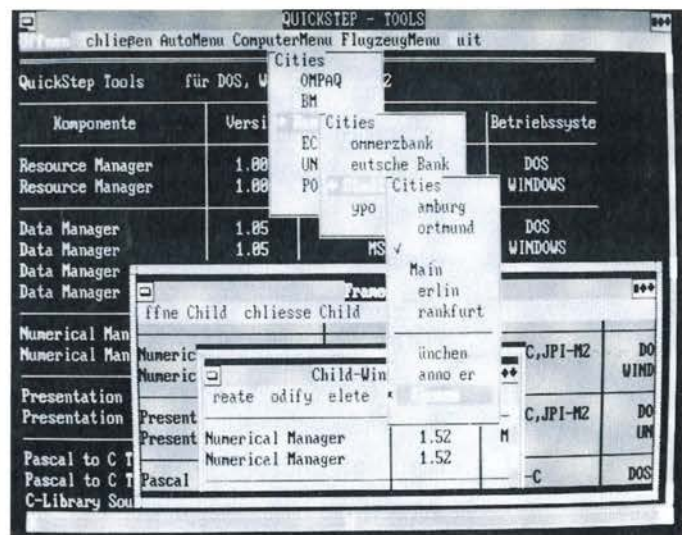 QUICKSTEP - TOOLS
chließen AutoMenu ComputerMenu FlugzeugMenu uit
QuickStep Tools für DOS, W 2
Komponente Versi Betriebssyste
Resource Manager 1.00 DOS
Resource Manager 1.00 WINDOWS
Data Manager 1.05 DOS
Data Manager 1.05 MS WINDOWS
Data Manager
Data Manager
Numerical Man
Numerical Man
Presentation
Presentation
Pascal to C T
Pascal to C T
C-Library Sou
Cities
OMPAQ
BM
EC
UN
PO
Cities
ommerzbank
eutsche Bank
ypo
Cities
amburg
ortmund
√
Main
erlin
rankfurt
ünchen
anno er
Frame
ffne Child chliesse Child
Numeric C,JPI-M2 DO
Numeric WIND
Present C,JPI-M2 DO
Present UN
Pascal -C DOS
Child-Win
reate odify elete
Numerical Manager 1.52 M
Numerical Manager 1.52